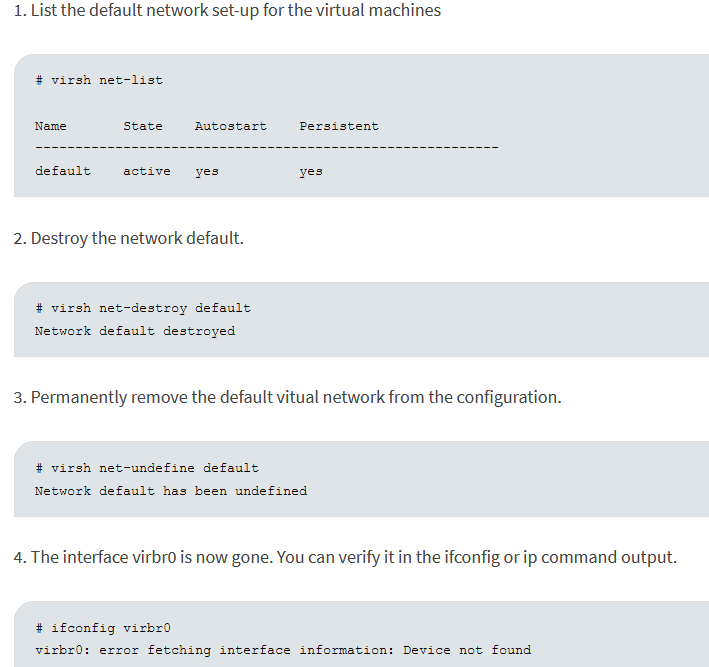 1. List the default network set-up for the virtual machines
# virsh net-list
Name State Autostart Persistent
----------------------------------------------------------
default active yes yes
2. Destroy the network default.
# virsh net-destroy default
Network default destroyed
3. Permanently remove the default vitual network from the configuration.
# virsh net-undefine default
Network default has been undefined
4. The interface virbr0 is now gone. You can verify it in the ifconfig or ip command output.
# ifconfig virbr0
virbr0: error fetching interface information: Device not found